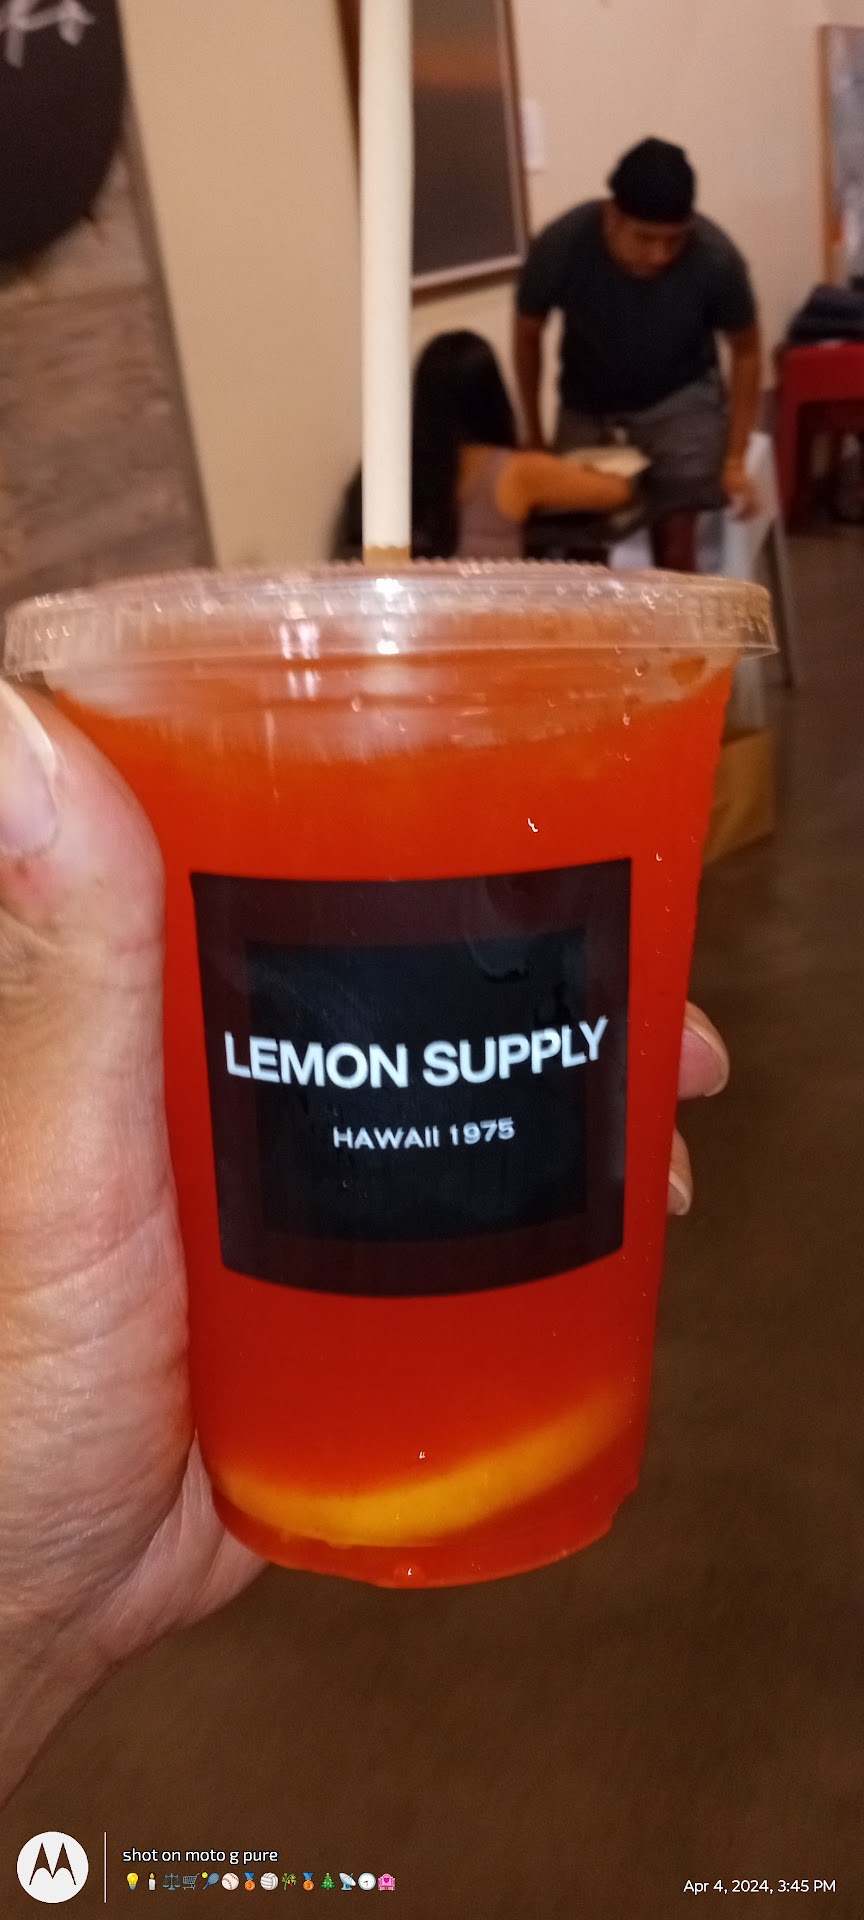 LEMON SUPPLY
HAWAII 1975
shot on moto g pure
💡🕯️⚖️🛒🎾⚾🏅🏐🎋🏅🎄📡🕙🏩
Apr 4, 2024, 3:45 PM